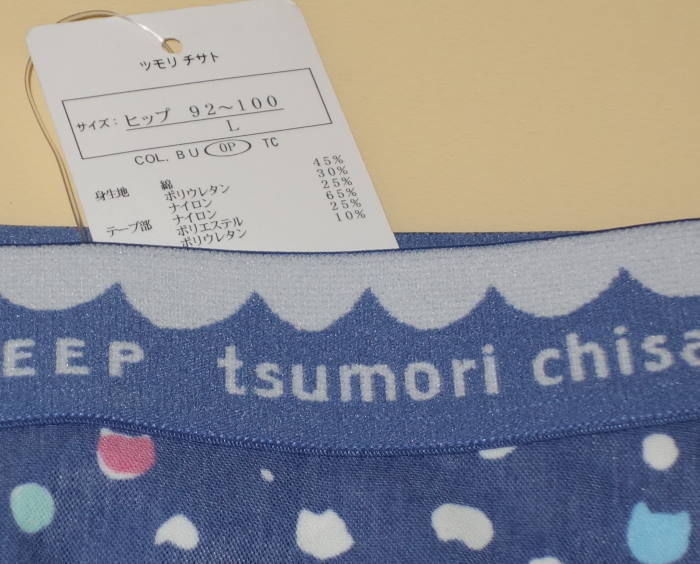 ツモリ チサト
サイズ: ヒップ 92～100
L
COL. BU OP TC
身生地 綿 45%
ポリウレタン 30%
ナイロン 25%
テープ部 ナイロン 65%
ポリエステル 25%
ポリウレタン 10%
EEP tsumori chisa